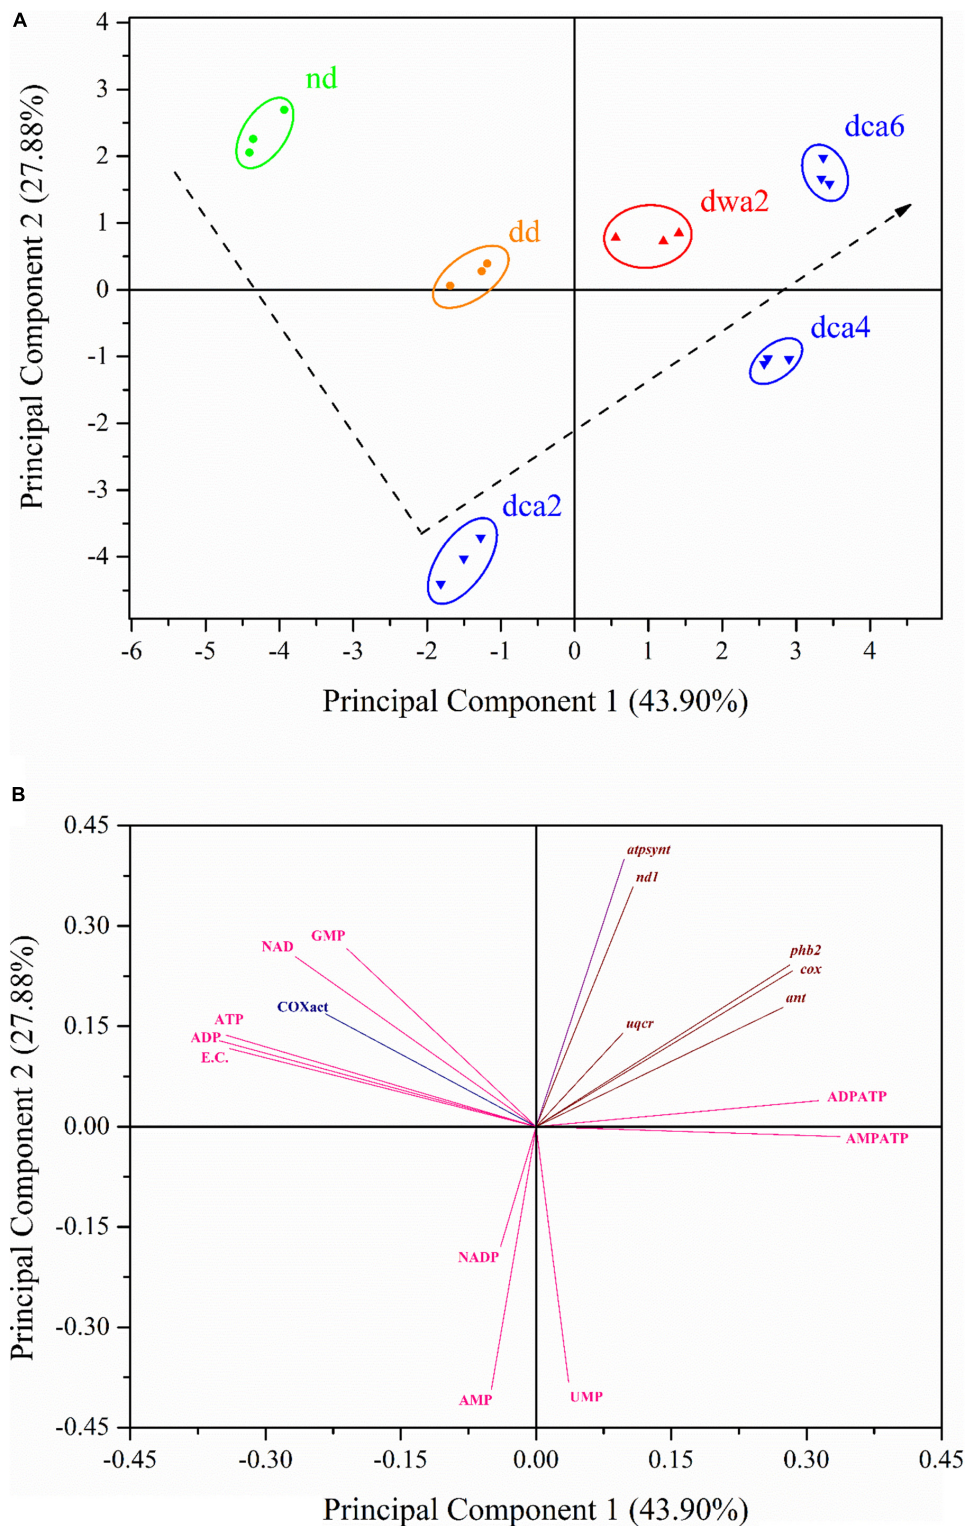 A
4
3
2
1
0
-1
-2
-3
-4
Principal Component 2 (27.88%)
nd
dca6
dwa2
dd
dca4
dca2
-6 -5 -4 -3 -2 -1 0 1 2 3 4
Principal Component 1 (43.90%)
B
0.45
0.30
0.15
0.00
-0.15
-0.30
-0.45
Principal Component 2 (27.88%)
atpsynt
nd1
GMP
NAD
phb2
cox
COXact
ant
ATP
uqcr
ADP
E.C.
ADPATP
AMPATP
NADP
AMP
UMP
-0.45 -0.30 -0.15 0.00 0.15 0.30 0.45
Principal Component 1 (43.90%)